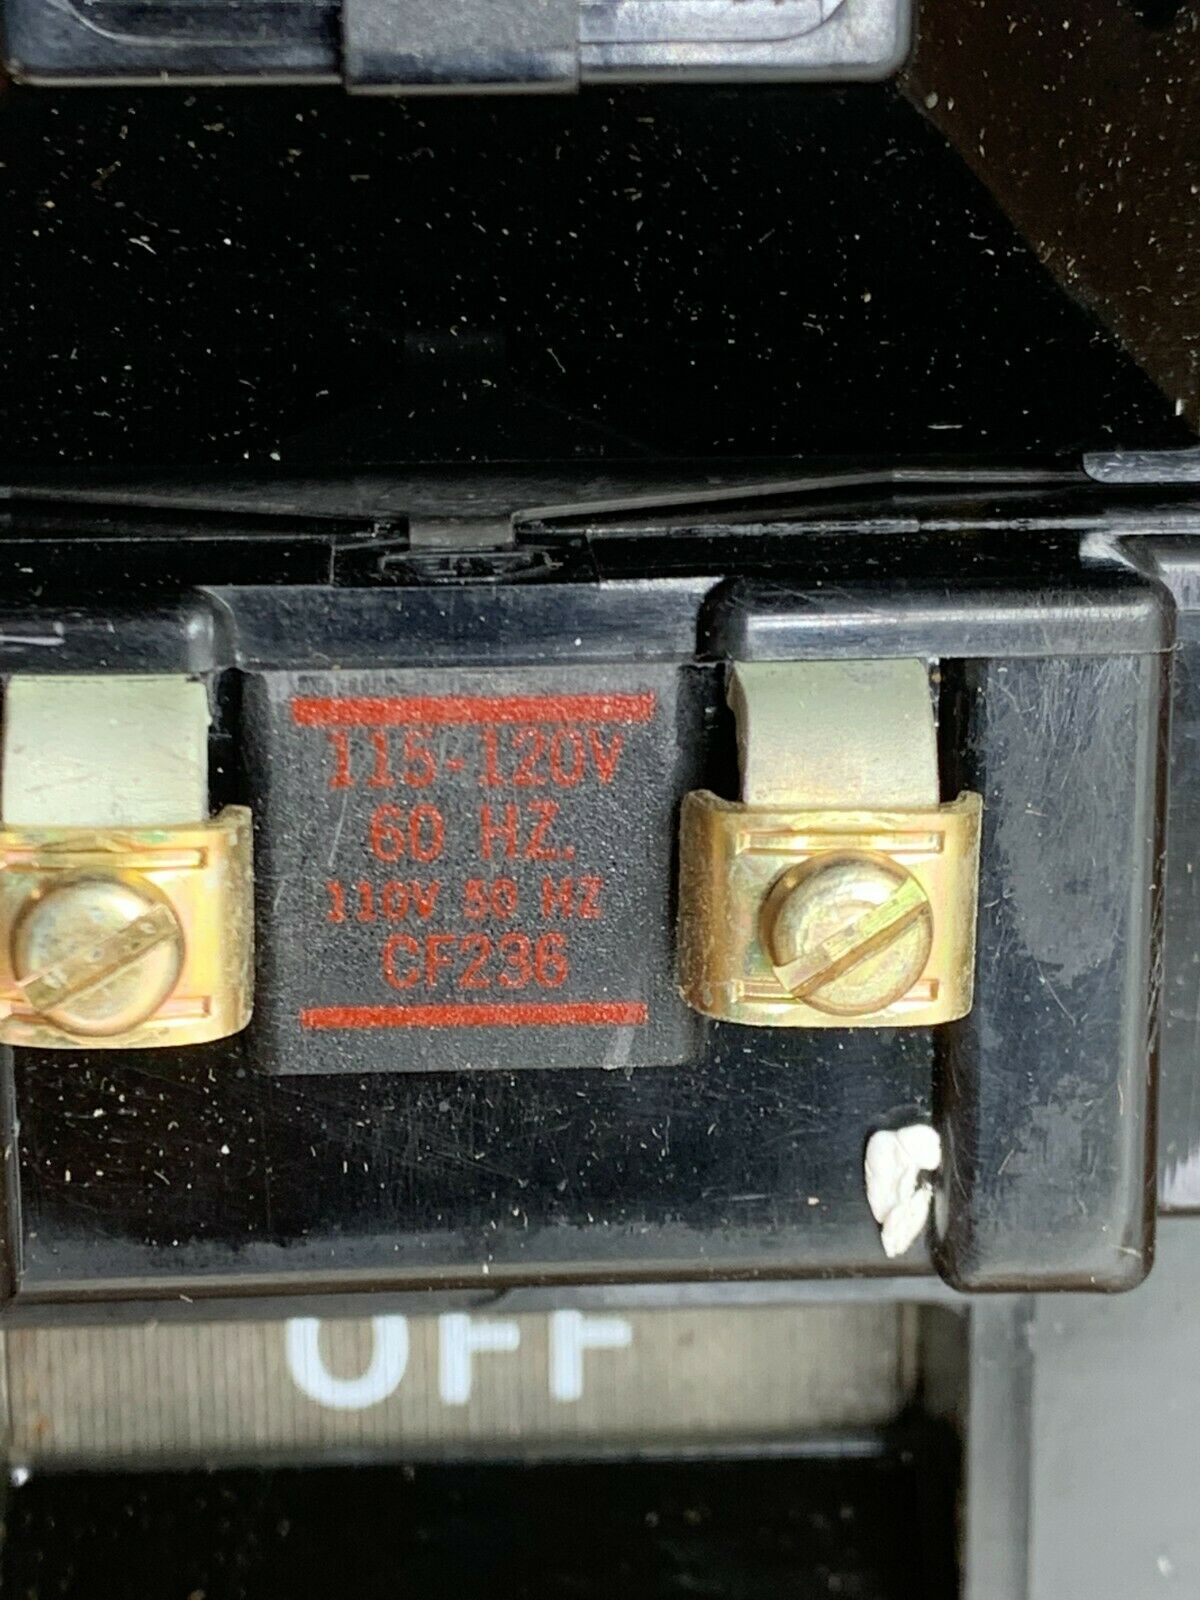 115-120V
60 HZ.
110V 50 HZ
CF236
OFF